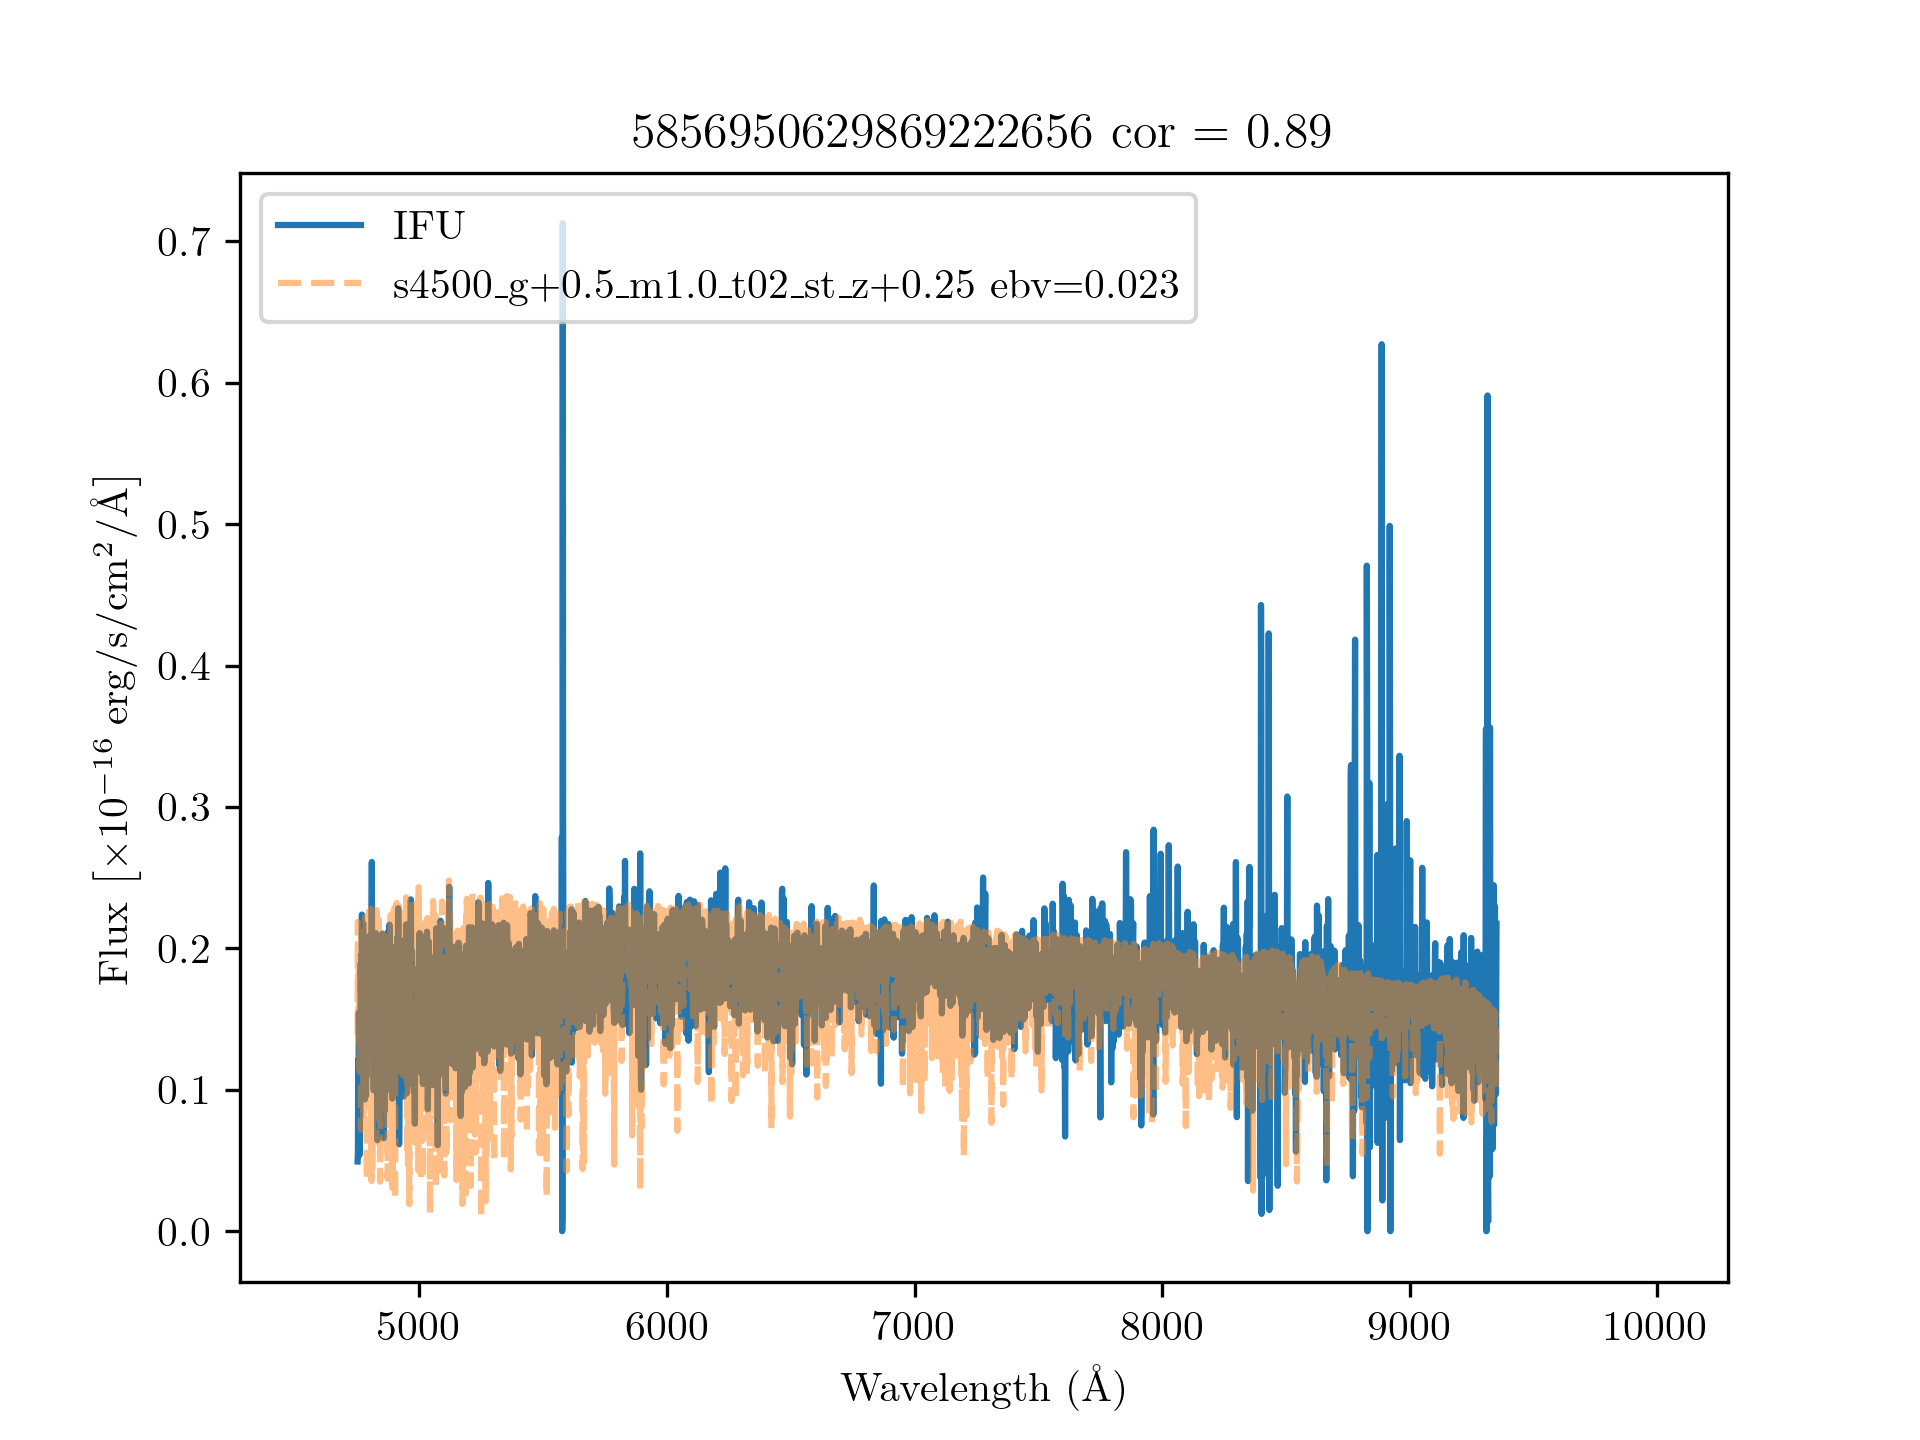 5856950629869222656 cor = 0.89
IFU
s4500_g+0.5_m1.0_t02_st_z+0.25 ebv=0.023
Flux [×10⁻¹⁶ erg/s/cm²/Å]
0.7
0.6
0.5
0.4
0.3
0.2
0.1
0.0
5000 6000 7000 8000 9000 10000
Wavelength (Å)